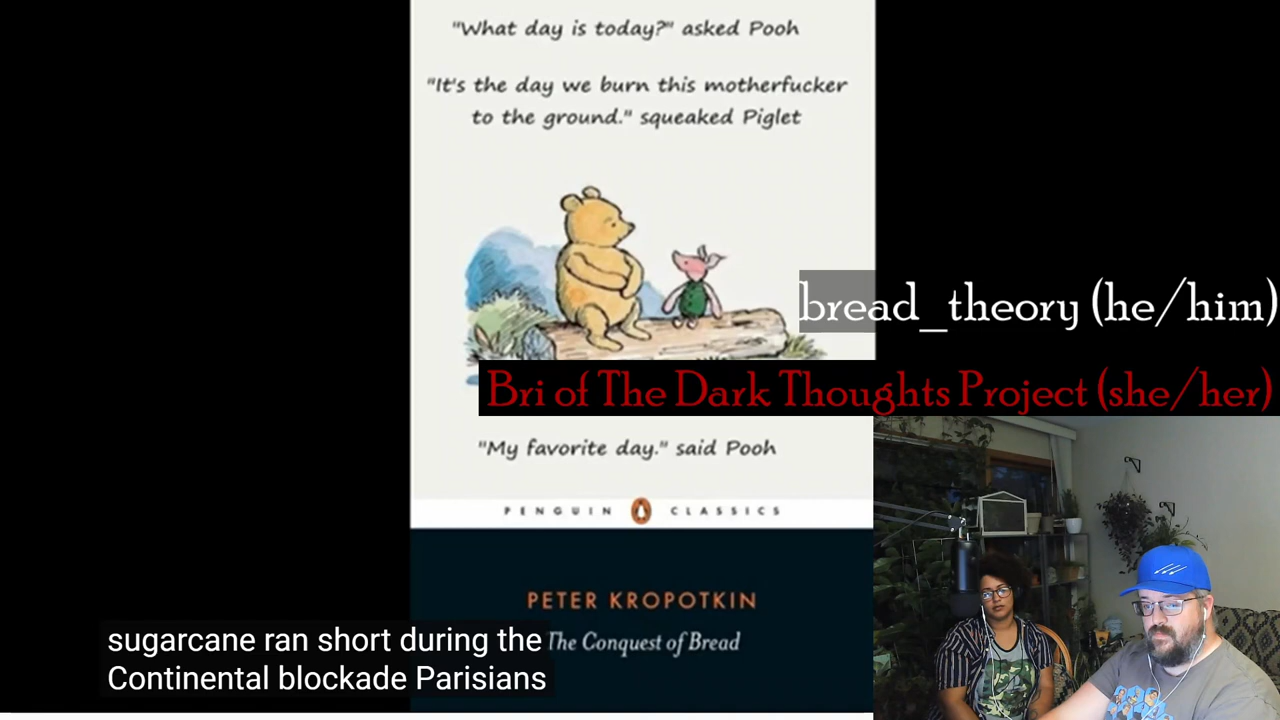 "What day is today?" asked Pooh
"It's the day we burn this motherfucker
to the ground." squeaked Piglet
bread_theory (he/him)
Bri of The Dark Thoughts Project (she/her)
"My favorite day." said Pooh
PENGUIN CLASSICS
PETER KROPOTKIN
The Conquest of Bread
sugarcane ran short during the
Continental blockade Parisians